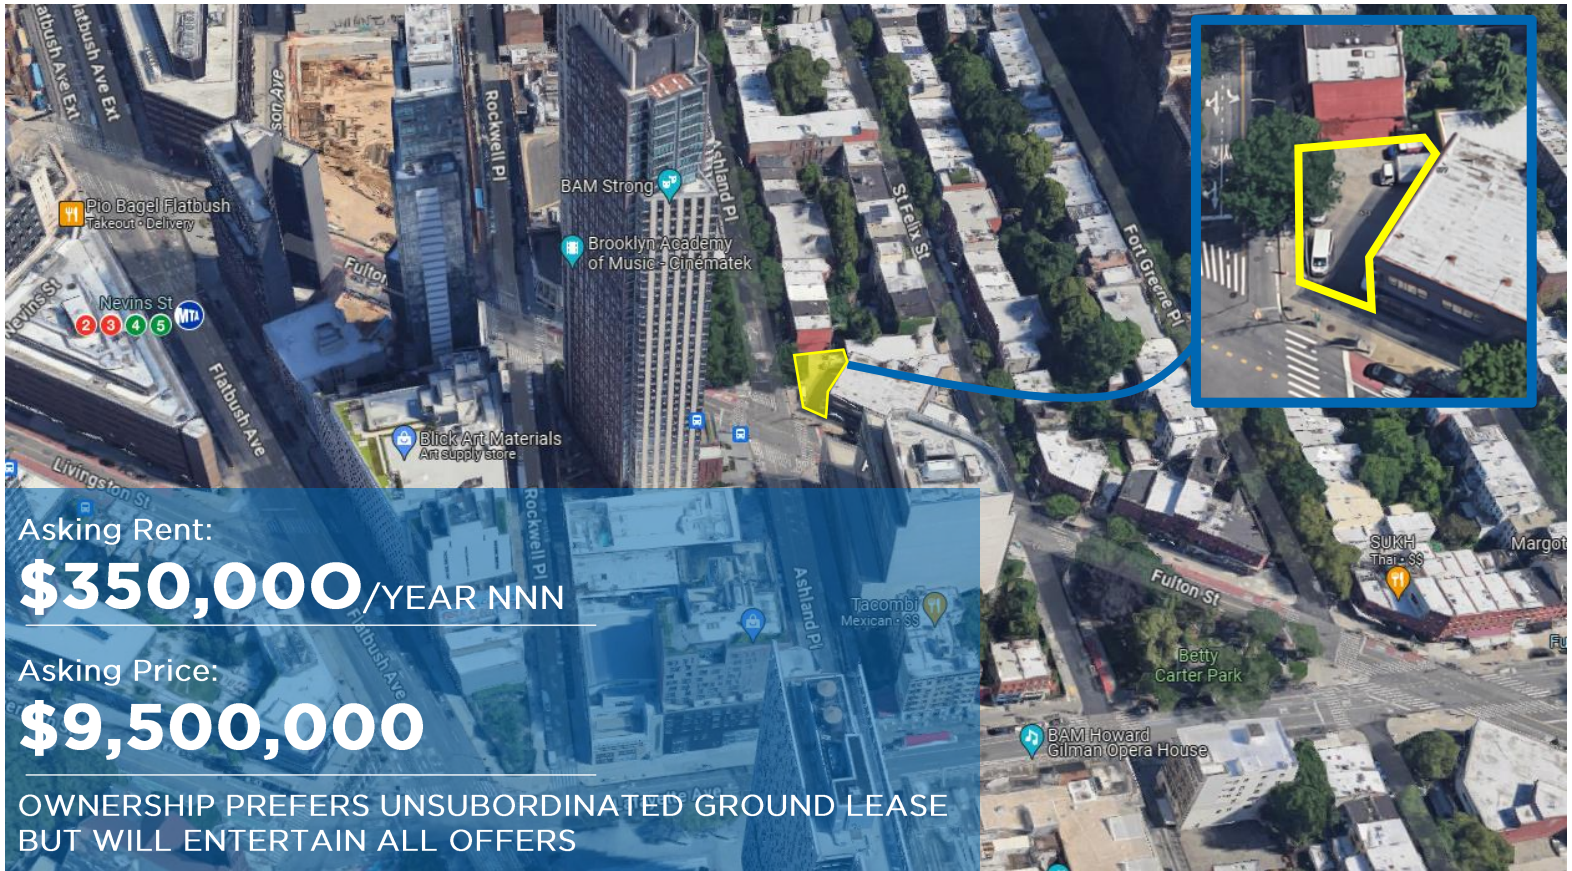 Flatbush Ave Ext
BAM Strong
Ashland Pl
Rockwell Pl
St Felix St
Fort Greene Pl
Pio Bagel Flatbush
Takeout • Delivery
Brooklyn Academy
of Music - Cinématek
Fulton
Nevins St
Nevins St
2 3 4 5 MTA
Flatbush Ave
Blick Art Materials
Art supply store
Livingston St
Rockwell Pl
Asking Rent:
$350,000/YEAR NNN
Asking Price:
$9,500,000
OWNERSHIP PREFERS UNSUBORDINATED GROUND LEASE
BUT WILL ENTERTAIN ALL OFFERS
Flatbush Ave
Ashland Pl
Tacombi
Mexican • $$
Lafayette Ave
SUKH
Thai • $$
Margot
Fulton St
Fu
Betty
Carter Park
BAM Howard
Gilman Opera House